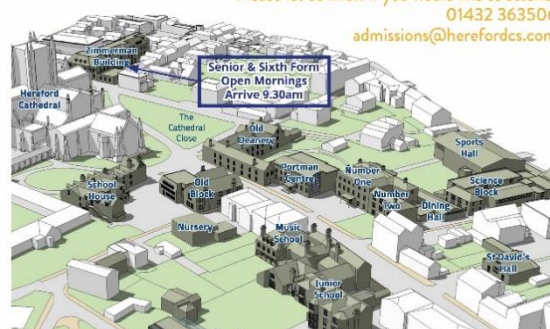 01432 363506
admissions@herefordcs.com
Zimmerman
Building
Senior & Sixth Form
Open Mornings
Arrive 9.30am
Hereford
Cathedral
The
Cathedral
Close
Old
Deanery
Sports
Hall
School
House
Old
Block
Portman
Centre
Number
One
Number
Two
Dining
Hall
Science
Block
Nursery
Music
School
St David's
Hall
Junior
School